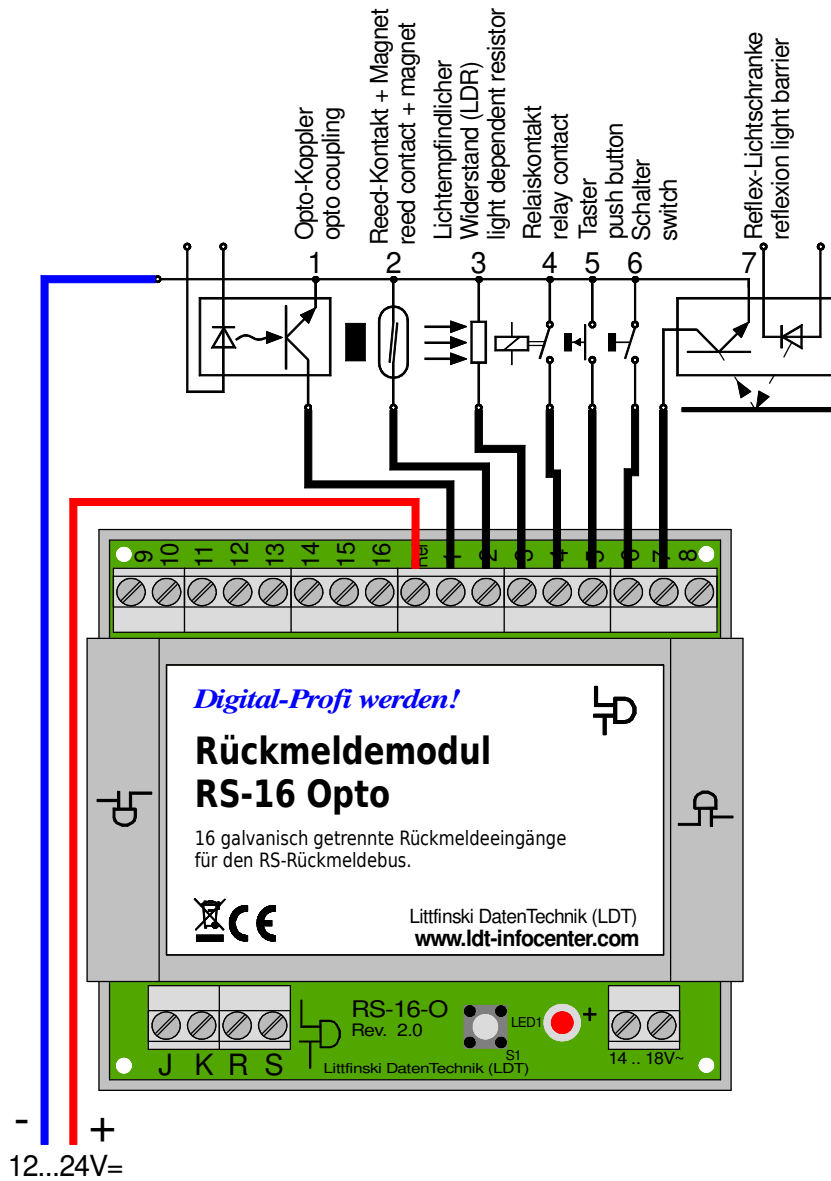 Opto-Koppler
opto coupling
Reed-Kontakt + Magnet
reed contact + magnet
Lichtempfindlicher
Widerstand (LDR)
light dependent resistor
Relaiskontakt
relay contact
Taster
push button
Schalter
switch
Reflex-Lichtschranke
reflexion light barrier
1 2 3 4 5 6 7
9 10 11 12 13 14 15 16 Ref 1 2 3 4 5 6 7 8
Digital-Profi werden!
Rückmeldemodul
RS-16 Opto
16 galvanisch getrennte Rückmeldeeingänge
für den RS-Rückmeldebus.
CE
Littfinski DatenTechnik (LDT)
www.ldt-infocenter.com
J K R S
RS-16-O
Rev. 2.0
Littfinski DatenTechnik (LDT)
LED1
+
S1
14 .. 18V~
- +
12...24V=